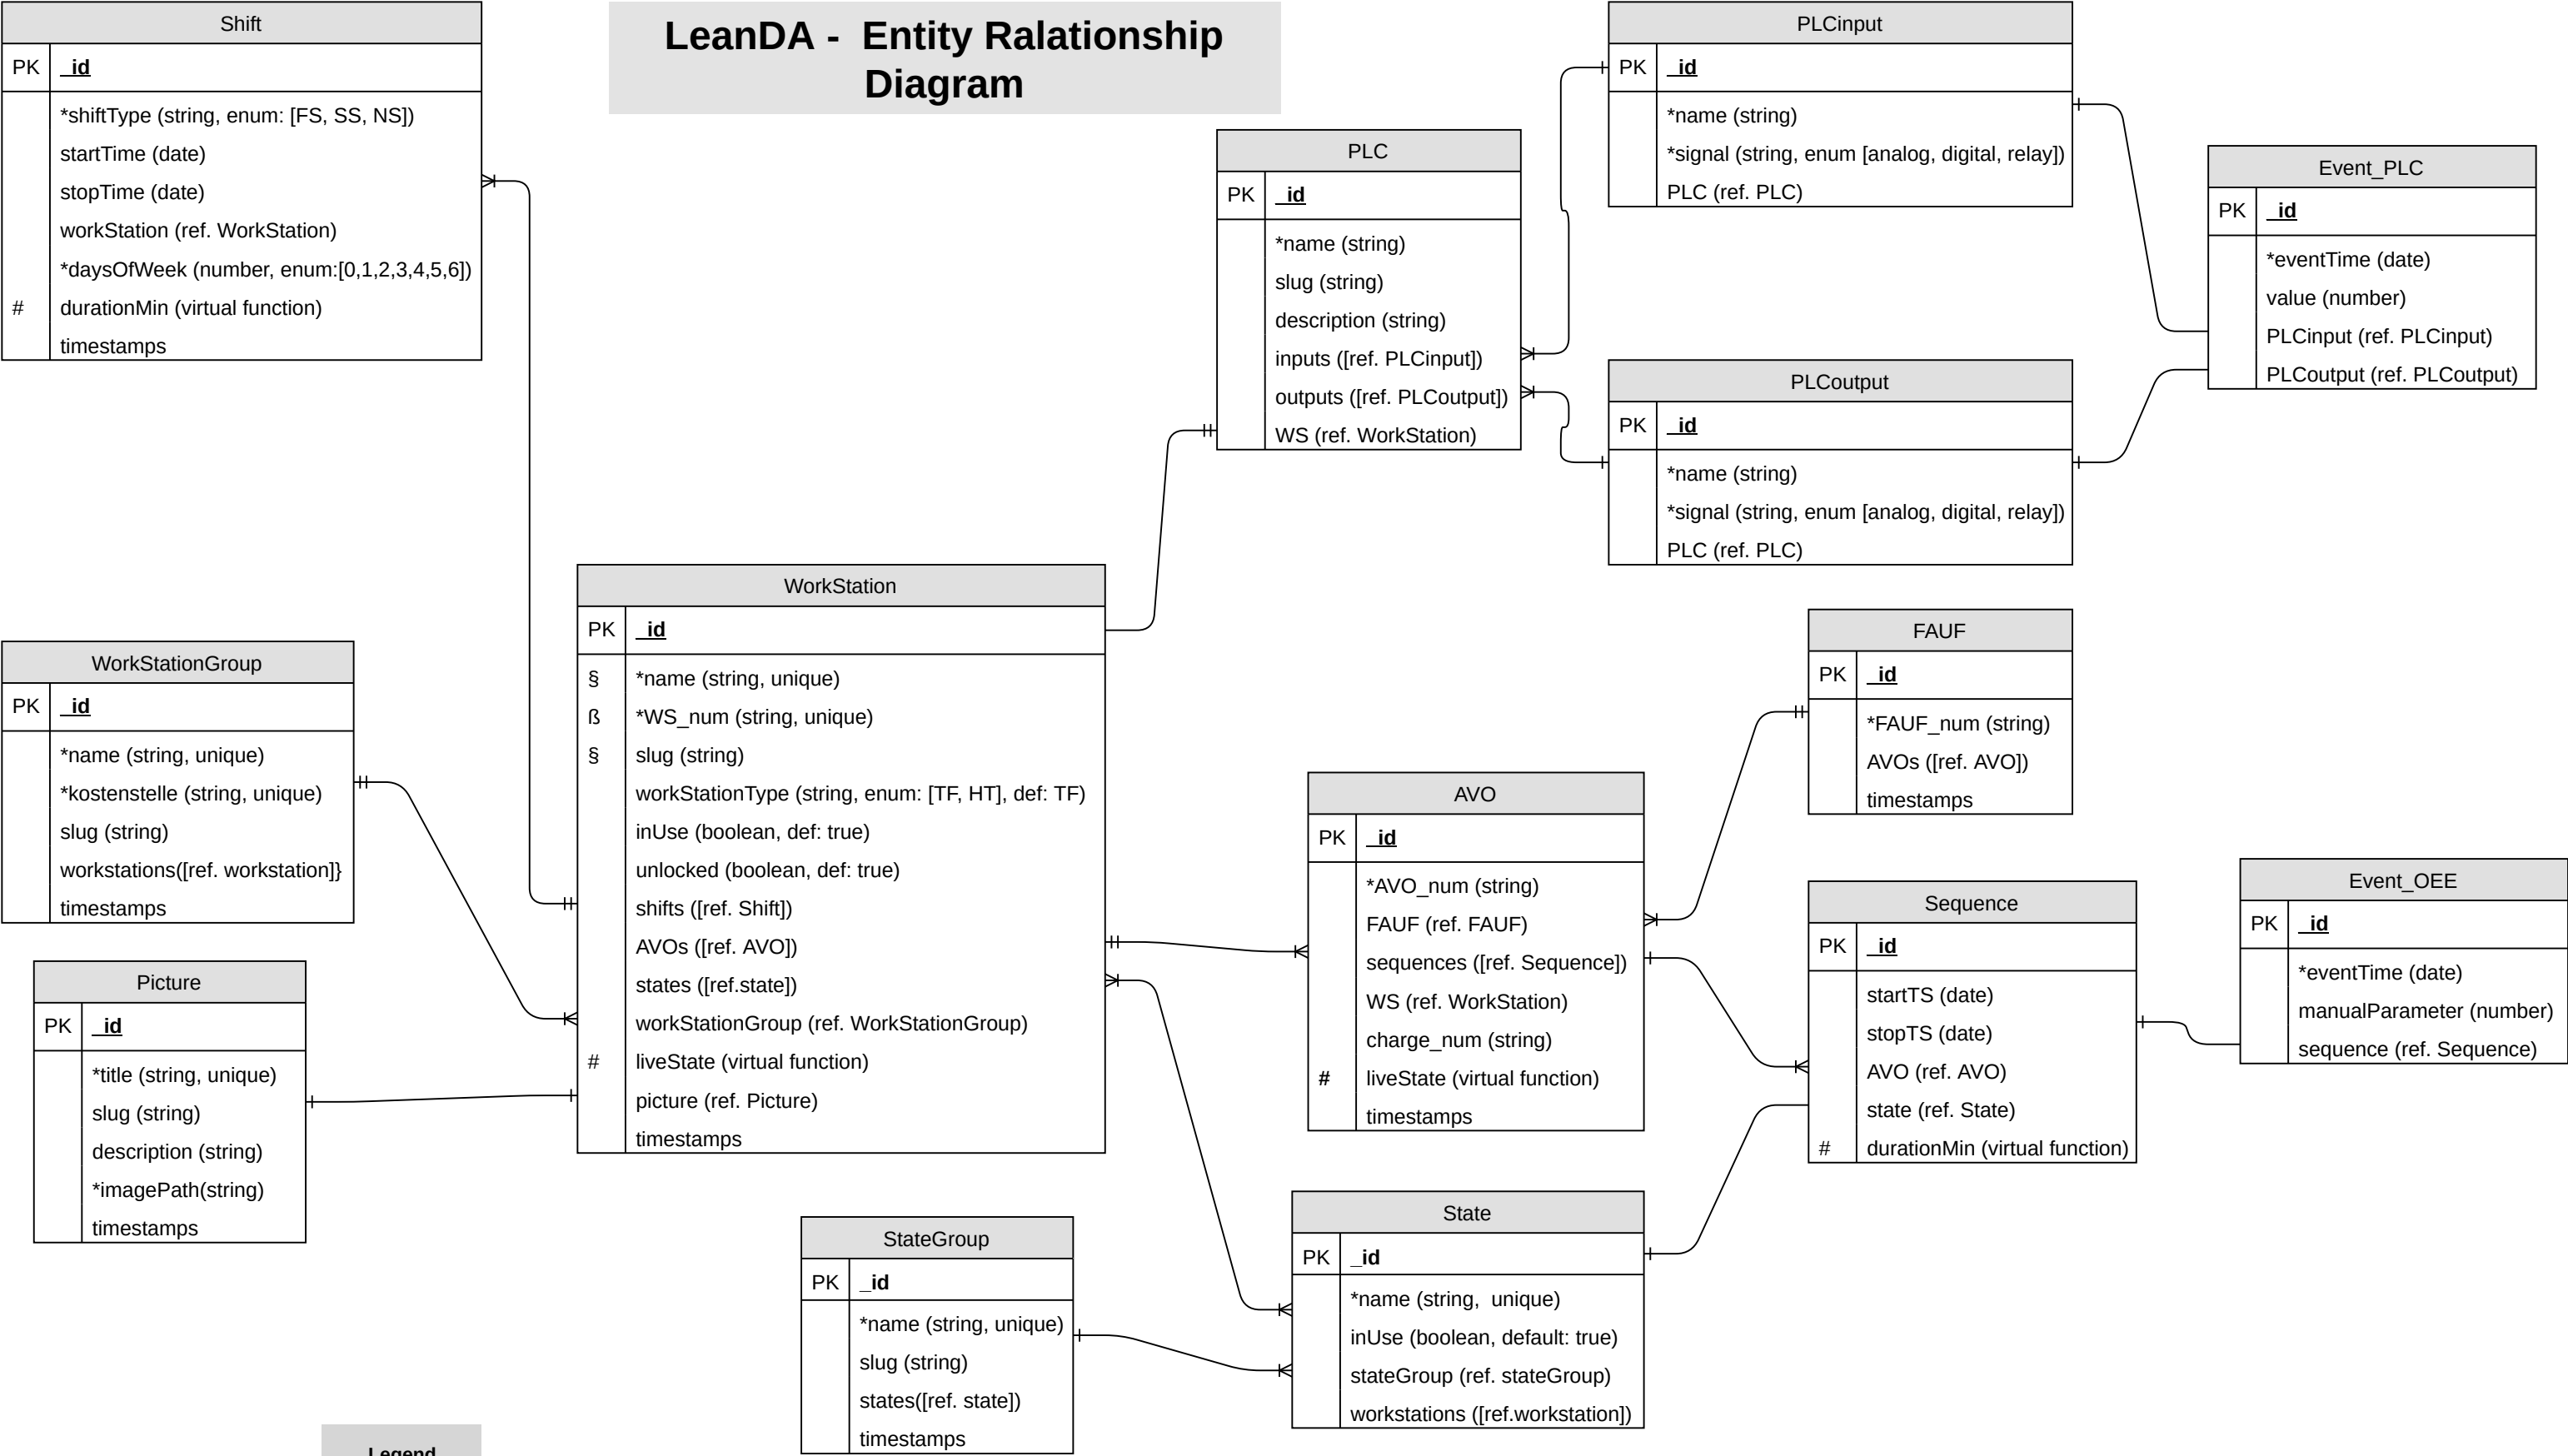 LeanDA -  Entity Ralationship
Diagram
Shift
PK _id
*shiftType (string, enum: [FS, SS, NS])
startTime (date)
stopTime (date)
workStation (ref. WorkStation)
*daysOfWeek (number, enum:[0,1,2,3,4,5,6])
# durationMin (virtual function)
timestamps
PLCinput
PK _id
*name (string)
*signal (string, enum [analog, digital, relay])
PLC (ref. PLC)
PLC
PK _id
*name (string)
slug (string)
description (string)
inputs ([ref. PLCinput])
outputs ([ref. PLCoutput])
WS (ref. WorkStation)
Event_PLC
PK _id
*eventTime (date)
value (number)
PLCinput (ref. PLCinput)
PLCoutput (ref. PLCoutput)
PLCoutput
PK _id
*name (string)
*signal (string, enum [analog, digital, relay])
PLC (ref. PLC)
WorkStation
PK _id
§ *name (string, unique)
ß *WS_num (string, unique)
§ slug (string)
workStationType (string, enum: [TF, HT], def: TF)
inUse (boolean, def: true)
unlocked (boolean, def: true)
shifts ([ref. Shift])
AVOs ([ref. AVO])
states ([ref.state])
workStationGroup (ref. WorkStationGroup)
# liveState (virtual function)
picture (ref. Picture)
timestamps
WorkStationGroup
PK _id
*name (string, unique)
*kostenstelle (string, unique)
slug (string)
workstations([ref. workstation]}
timestamps
FAUF
PK _id
*FAUF_num (string)
AVOs ([ref. AVO])
timestamps
AVO
PK _id
*AVO_num (string)
FAUF (ref. FAUF)
sequences ([ref. Sequence])
WS (ref. WorkStation)
charge_num (string)
# liveState (virtual function)
timestamps
Sequence
PK _id
startTS (date)
stopTS (date)
AVO (ref. AVO)
state (ref. State)
# durationMin (virtual function)
Event_OEE
PK _id
*eventTime (date)
manualParameter (number)
sequence (ref. Sequence)
Picture
PK _id
*title (string, unique)
slug (string)
description (string)
*imagePath(string)
timestamps
StateGroup
PK _id
*name (string, unique)
slug (string)
states([ref. state])
timestamps
State
PK _id
*name (string,  unique)
inUse (boolean, default: true)
stateGroup (ref. stateGroup)
workstations ([ref.workstation])
Legend